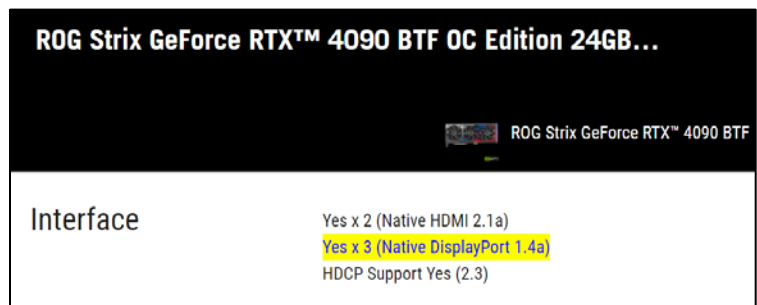 ROG Strix GeForce RTX™ 4090 BTF OC Edition 24GB...
ROG Strix GeForce RTX™ 4090 BTF
Interface
Yes x 2 (Native HDMI 2.1a)
Yes x 3 (Native DisplayPort 1.4a)
HDCP Support Yes (2.3)